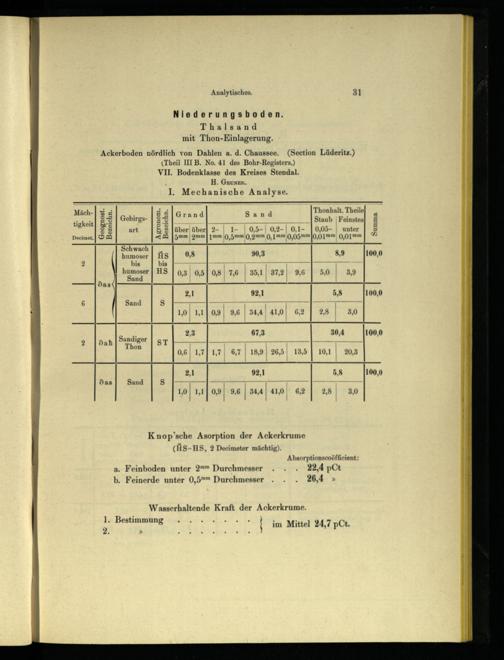 Analytisches. 31
Niederungsboden.
Thalsand
mit Thon-Einlagerung.
Ackerboden nördlich von Dahlen a. d. Chaussee. (Section Lüderitz.)
(Theil III B. No. 41 des Bohr-Registers.)
VII. Bodenklasse des Kreises Stendal.
H. Gruner.
I. Mechanische Analyse.
Mäch-tigkeit Decimet. Geognost. Bezeichn. Gebirgs-art Agronom. Bezeichn. Grand Sand Thonhalt. Theile Summa
Staub Feinstes
über 5mm über 2mm 2–1mm 1–0,5mm 0,5–0,2mm 0,2–0,1mm 0,1–0,05mm 0,05–0,01mm unter 0,01mm
2 ∂as Schwach humoser bis humoser Sand H̆S bis HS 0,8 90,3 8,9 100,0
0,3 0,5 0,8 7,6 35,1 37,2 9,6 5,0 3,9
6 Sand S 2,1 92,1 5,8 100,0
1,0 1,1 0,9 9,6 34,4 41,0 6,2 2,8 3,0
2 ∂ah Sandiger Thon ST 2,3 67,3 30,4 100,0
0,6 1,7 1,7 6,7 18,9 26,5 13,5 10,1 20,3
∂as Sand S 2,1 92,1 5,8 100,0
1,0 1,1 0,9 9,6 34,4 41,0 6,2 2,8 3,0
Knop'sche Asorption der Ackerkrume
(H̆S–HS, 2 Decimeter mächtig).
Absorptionscoëfficient:
a. Feinboden unter 2mm Durchmesser . . . 22,4 pCt
b. Feinerde unter 0,5mm Durchmesser . . . 26,4 »
Wasserhaltende Kraft der Ackerkrume.
1. Bestimmung . . . . . . . } im Mittel 24,7 pCt.
2. » . . . . . . .